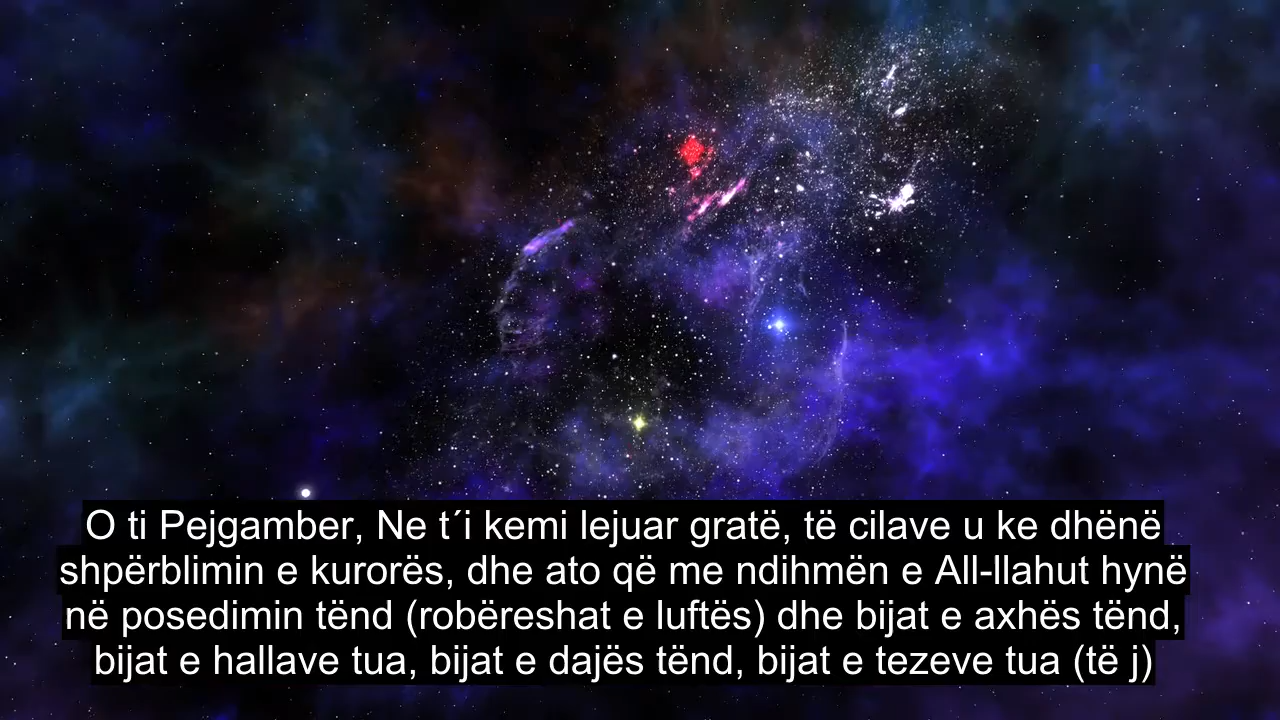 O ti Pejgamber, Ne t´i kemi lejuar gratë, të cilave u ke dhënë
shpërblimin e kurorës, dhe ato që me ndihmën e All-llahut hynë
në posedimin tënd (robëreshat e luftës) dhe bijat e axhës tënd,
bijat e hallave tua, bijat e dajës tënd, bijat e tezeve tua (të j)